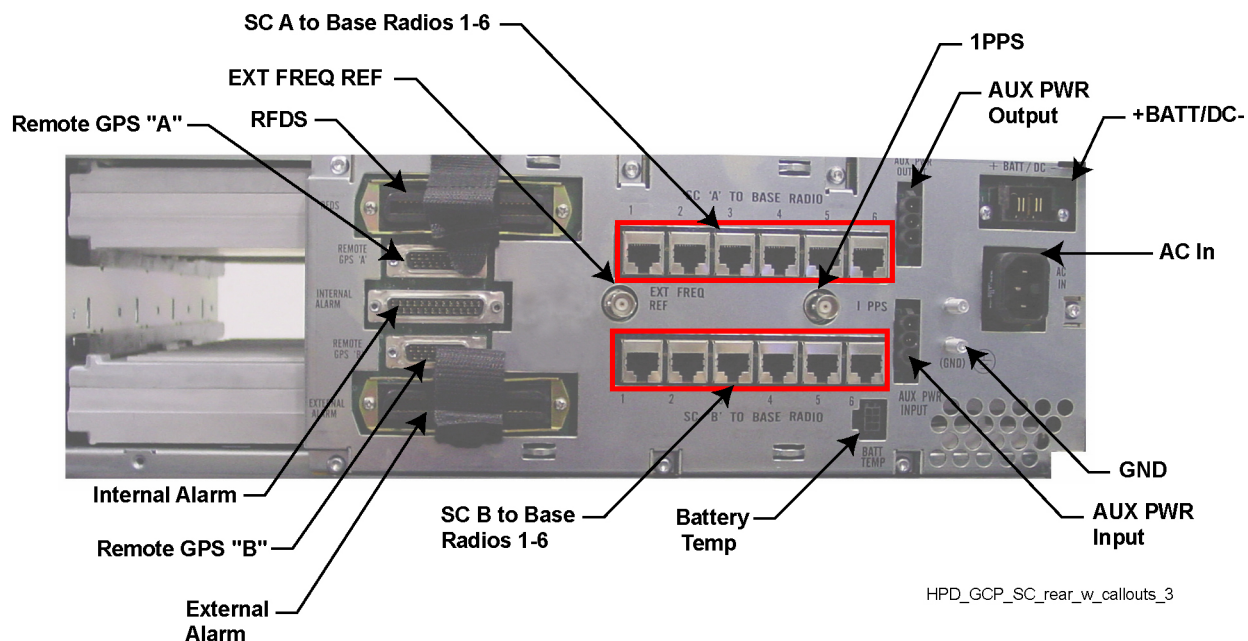 SC A to Base Radios 1-6
1PPS
EXT FREQ REF
AUX PWR
Output
Remote GPS "A"
RFDS
+BATT/DC-
AUX PWR
OUT
+ BATT / DC -
RFDS
SC 'A' TO BASE RADIO
1 2 3 4 5 6
REMOTE
GPS 'A'
AC In
AC
IN
INTERNAL
ALARM
EXT FREQ
REF
1 PPS
REMOTE
GPS 'B'
(GND)
EXTERNAL
ALARM
1 2 4 5 6
SC 'B' TO BASE RADIO
AUX PWR
INPUT
BATT
TEMP
Internal Alarm
GND
SC B to Base
Radios 1-6
Battery
Temp
AUX PWR
Input
Remote GPS "B"
External
Alarm
HPD_GCP_SC_rear_w_callouts_3